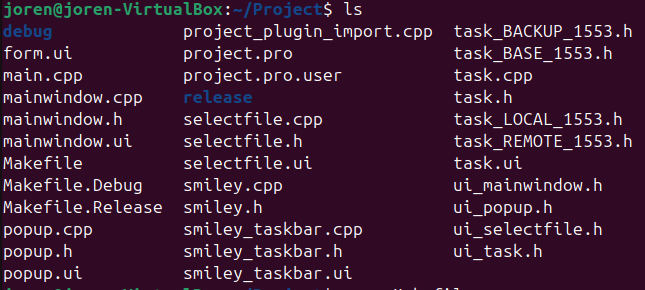 joren@joren-VirtualBox:~/Project$ ls
debug project_plugin_import.cpp task_BACKUP_1553.h
form.ui project.pro task_BASE_1553.h
main.cpp project.pro.user task.cpp
mainwindow.cpp release task.h
mainwindow.h selectfile.cpp task_LOCAL_1553.h
mainwindow.ui selectfile.h task_REMOTE_1553.h
Makefile selectfile.ui task.ui
Makefile.Debug smiley.cpp ui_mainwindow.h
Makefile.Release smiley.h ui_popup.h
popup.cpp smiley_taskbar.cpp ui_selectfile.h
popup.h smiley_taskbar.h ui_task.h
popup.ui smiley_taskbar.ui